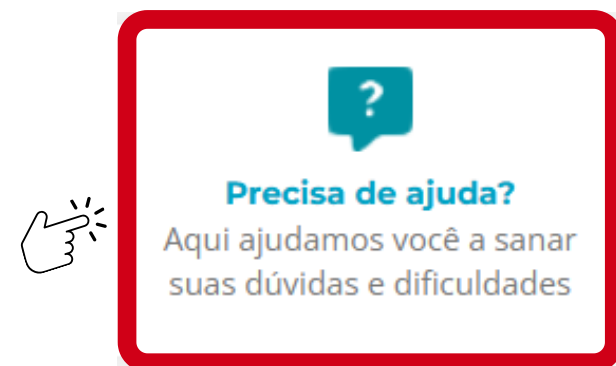 ?
Precisa de ajuda?
Aqui ajudamos você a sanar
suas dúvidas e dificuldades